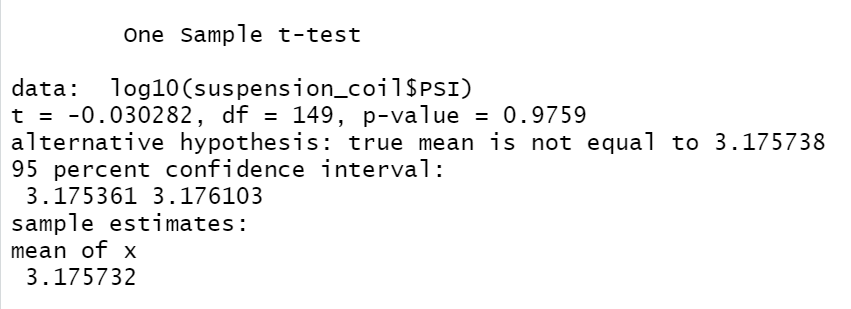 One Sample t-test
data:  log10(suspension_coil$PSI)
t = -0.030282, df = 149, p-value = 0.9759
alternative hypothesis: true mean is not equal to 3.175738
95 percent confidence interval:
3.175361 3.176103
sample estimates:
mean of x
3.175732